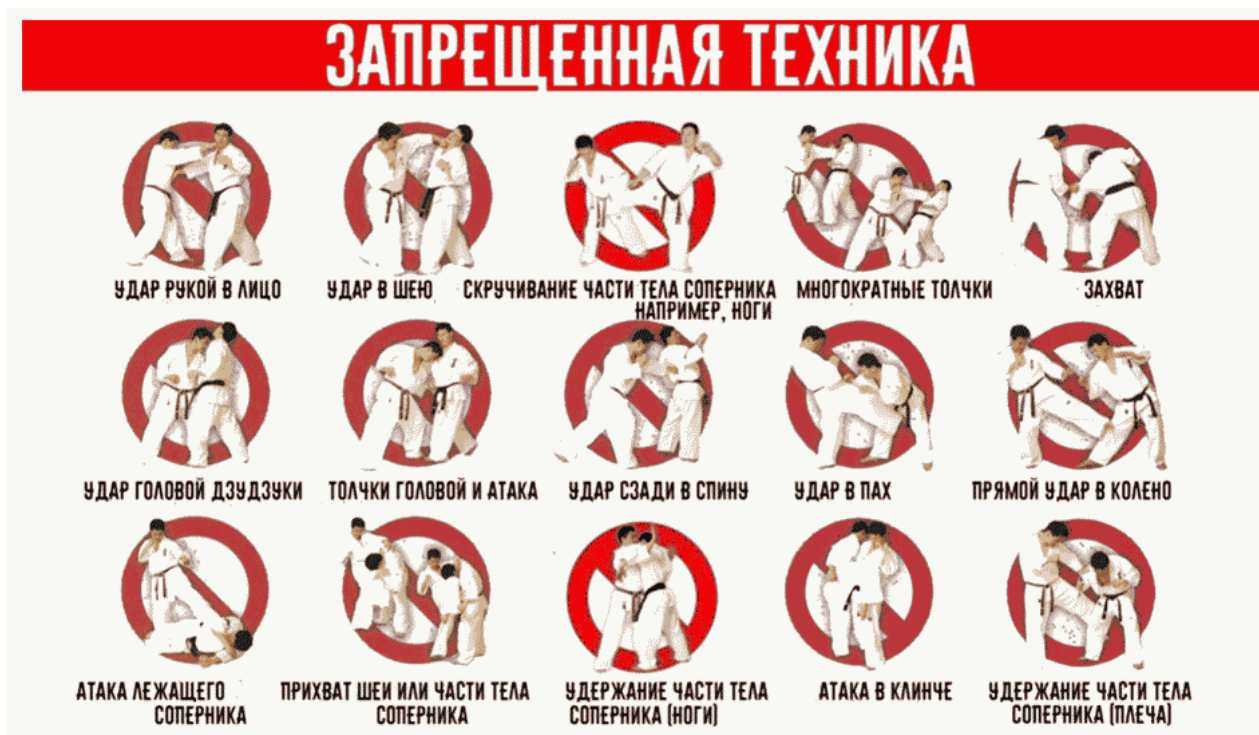 ЗАПРЕЩЕННАЯ ТЕХНИКА
УДАР РУКОЙ В ЛИЦО
УДАР В ШЕЮ
СКРУЧИВАНИЕ ЧАСТИ ТЕЛА СОПЕРНИКА
НАПРИМЕР, НОГИ
МНОГОКРАТНЫЕ ТОЛЧКИ
ЗАХВАТ
УДАР ГОЛОВОЙ ДЗУДЗУКИ
ТОЛЧКИ ГОЛОВОЙ И АТАКА
УДАР СЗАДИ В СПИНУ
УДАР В ПАХ
ПРЯМОЙ УДАР В КОЛЕНО
АТАКА ЛЕЖАЩЕГО
СОПЕРНИКА
ПРИХВАТ ШЕИ ИЛИ ЧАСТИ ТЕЛА
СОПЕРНИКА
УДЕРЖАНИЕ ЧАСТИ ТЕЛА
СОПЕРНИКА (НОГИ)
АТАКА В КЛИНЧЕ
УДЕРЖАНИЕ ЧАСТИ ТЕЛА
СОПЕРНИКА (ПЛЕЧА)